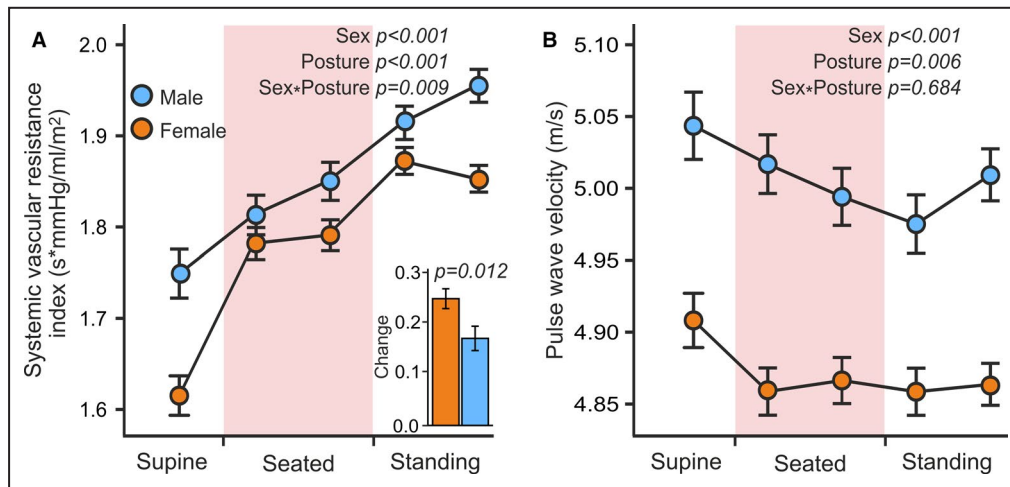 A
Systemic vascular resistance
index (s*mmHg/ml/m2)
2.0
1.9
1.8
1.7
1.6
Male
Female
Sex p<0.001
Posture p<0.001
Sex*Posture p=0.009
p=0.012
Change
0.3
0.2
0.1
0.0
Supine
Seated
Standing
B
Pulse wave velocity (m/s)
5.10
5.05
5.00
4.95
4.90
4.85
Sex p<0.001
Posture p=0.006
Sex*Posture p=0.684
Supine
Seated
Standing